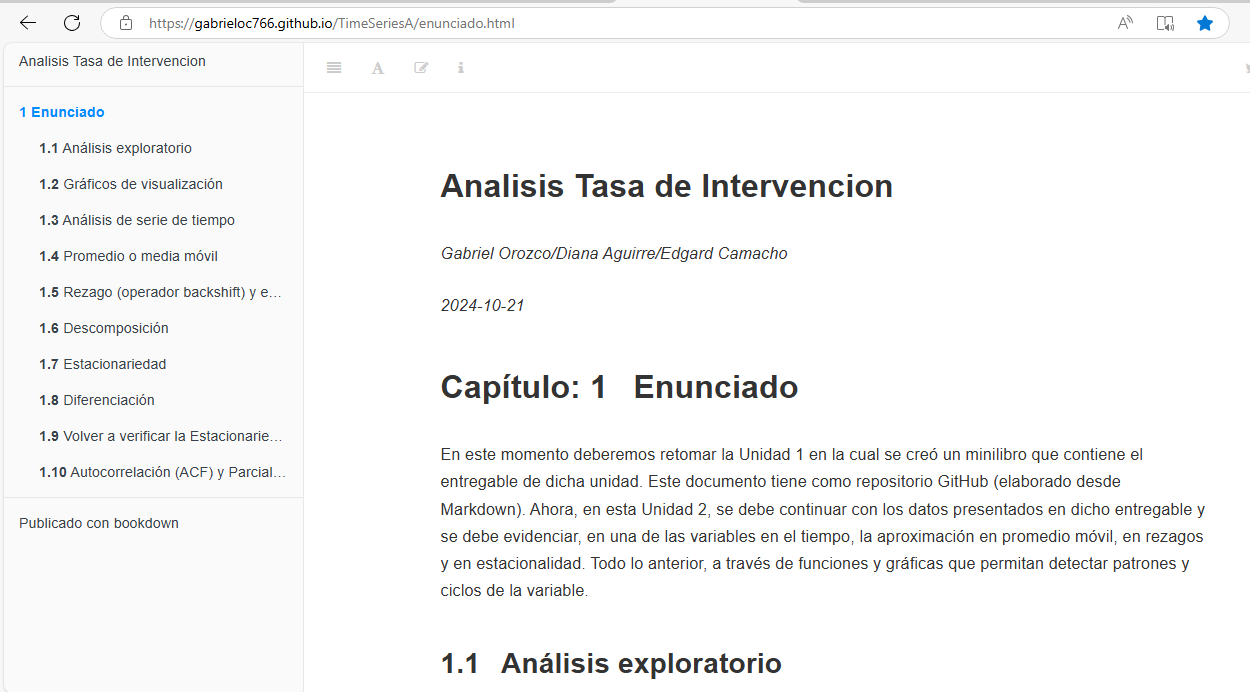 https://gabrieloc766.github.io/TimeSeriesA/enunciado.html
Analisis Tasa de Intervencion
1 Enunciado
1.1 Análisis exploratorio
1.2 Gráficos de visualización
1.3 Análisis de serie de tiempo
1.4 Promedio o media móvil
1.5 Rezago (operador backshift) y e…
1.6 Descomposición
1.7 Estacionariedad
1.8 Diferenciación
1.9 Volver a verificar la Estacionarie…
1.10 Autocorrelación (ACF) y Parcial…
Publicado con bookdown
Analisis Tasa de Intervencion
Gabriel Orozco/Diana Aguirre/Edgard Camacho
2024-10-21
Capítulo: 1 Enunciado
En este momento deberemos retomar la Unidad 1 en la cual se creó un minilibro que contiene el
entregable de dicha unidad. Este documento tiene como repositorio GitHub (elaborado desde
Markdown). Ahora, en esta Unidad 2, se debe continuar con los datos presentados en dicho entregable y
se debe evidenciar, en una de las variables en el tiempo, la aproximación en promedio móvil, en rezagos
y en estacionalidad. Todo lo anterior, a través de funciones y gráficas que permitan detectar patrones y
ciclos de la variable.
1.1 Análisis exploratorio